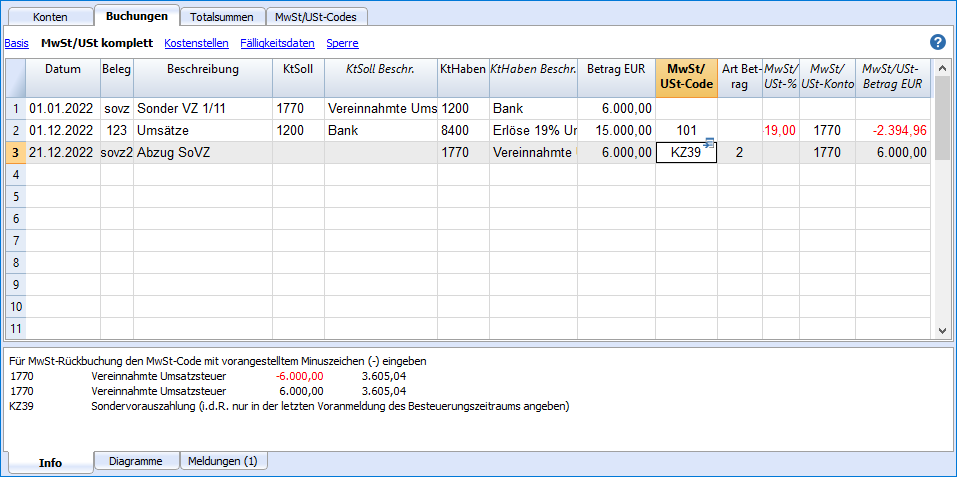 Konten Buchungen Totalsummen MwSt/USt-Codes
Basis MwSt/USt komplett Kostenstellen Fälligkeitsdaten Sperre ?
Datum Beleg Beschreibung KtSoll KtSoll Beschr. KtHaben KtHaben Beschr. Betrag EUR MwSt/ USt-Code Art Bet- rag MwSt/ USt-% MwSt/ USt-Konto MwSt/USt- Betrag EUR
1 01.01.2022 sovz Sonder VZ 1/11 1770 Vereinnahmte Ums 1200 Bank 6.000,00
2 01.12.2022 123 Umsätze 1200 Bank 8400 Erlöse 19% Ur 15.000,00 101 -19,00 1770 -2.394,96
3 21.12.2022 sovz2 Abzug SoVZ 1770 Vereinnahmte 6.000,00 KZ39 2 1770 6.000,00
4
5
6
7
8
9
10
11
Für MwSt-Rückbuchung den MwSt-Code mit vorangestelltem Minuszeichen (-) eingeben
1770 Vereinnahmte Umsatzsteuer -6.000,00 3.605,04
1770 Vereinnahmte Umsatzsteuer 6.000,00 3.605,04
KZ39 Sondervorauszahlung (i.d.R. nur in der letzten Voranmeldung des Besteuerungszeitraums angeben)
Info Diagramme Meldungen (1)